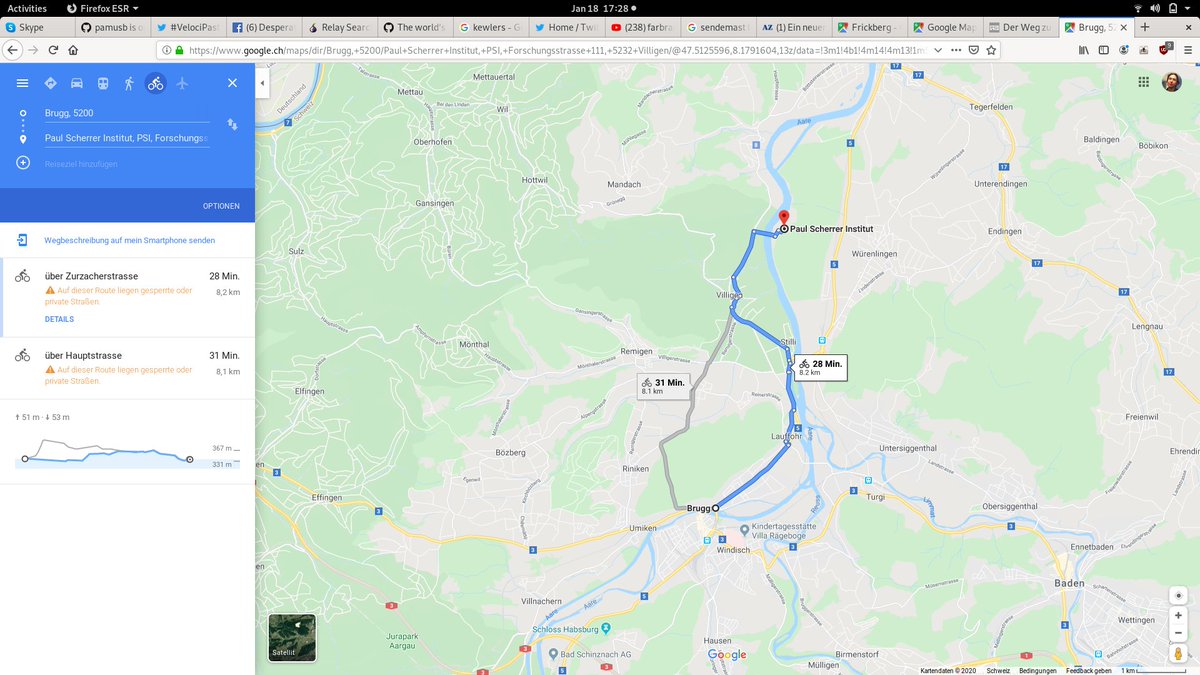 Activities
Firefox ESR
Jan 18 17:28
Skype
pamusb is o
#VelociPast
(6) Despera
Relay Searc
The world's
kewlers - G
Home / Twit
(238) farbra
sendemast
[1] Ein neuer
Frickberg -
Google Map
Der Weg zu
Brugg, 5
https://www.google.ch/maps/dir/Brugg,+5200/Paul+Scherrer+Institut,+PSI,+Forschungsstrasse+111,+5232+Villigen/@47.5125596,8.1791604,13z/data=!3m1!4b1!4m14!4m13!1m
Brugg, 5200
Paul Scherrer Institut, PSI, Forschungss
Reiseziel hinzufügen
OPTIONEN
Wegbeschreibung auf mein Smartphone senden
über Zurzacherstrasse
28 Min.
Auf dieser Route liegen gesperrte oder
8,2 km
private Straßen.
DETAILS
über Hauptstrasse
31 Min.
Auf dieser Route liegen gesperrte oder
8,1 km
private Straßen.
51 m · 53 m
367 m
331 m
Mettauertal
Mettau
Wil
Oberhofen
Hottwil
Gansingen
Mandach
Sulz
Aare
Tegerfelden
Baldingen
Böbikon
Unterendingen
Endingen
Paul Scherrer Institut
Würenlingen
Villigen
Lengnau
Stilli
Mönthal
Remigen
28 Min.
8.2 km
31 Min.
8.1 km
Elfingen
Freienwil
Lauffohr
Bözberg
Riniken
Untersiggenthal
Ehrendin
Effingen
Turgi
Obersiggenthal
Brugg
Umiken
Kindertagesstätte
Villa Rägeboge
Windisch
Ennetbaden
Baden
Villnachern
Schloss Habsburg
Wettingen
Jurapark
Aargau
Hausen
Bad Schinznach AG
Birmenstorf
Mülligen
Satellit
Google
Kartendaten © 2020
Schweiz
Bedingungen
Feedback geben
1 km